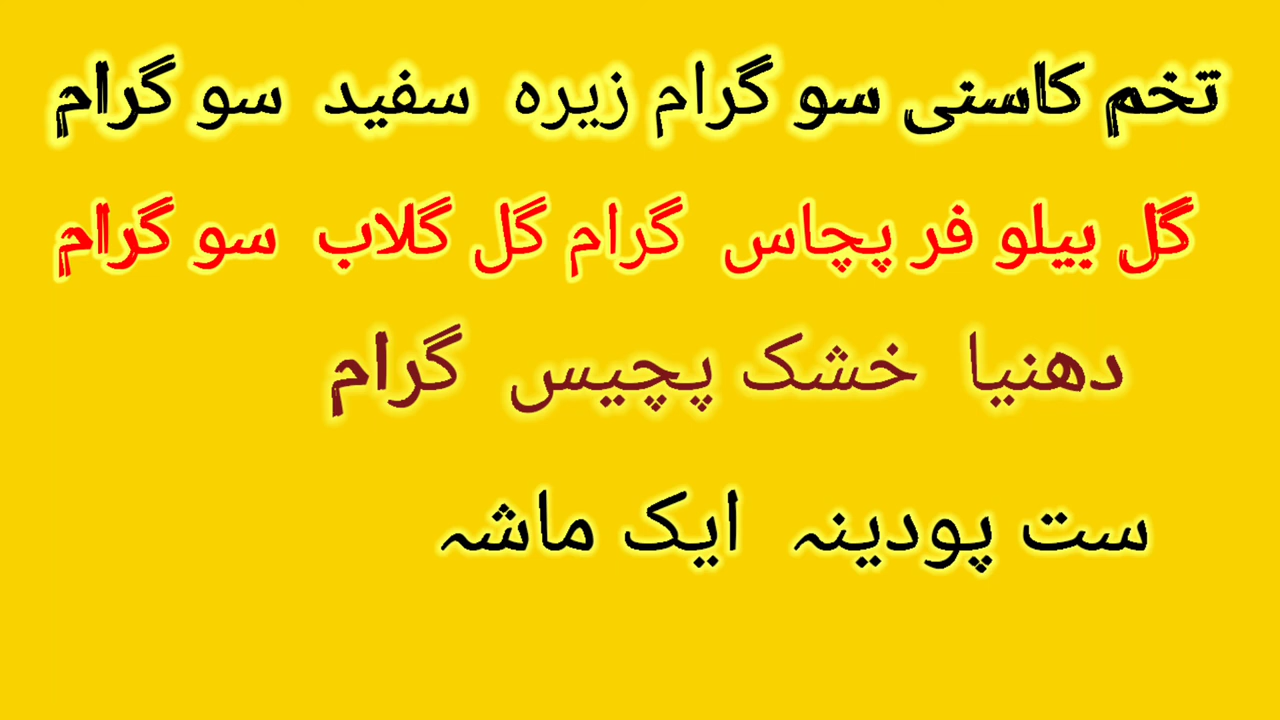 تخم کاسنی سو گرام زیرہ سفید سو گرام
گل بیلو فر پچاس گرام گل گلاب سو گرام
دھنیا خشک پچیس گرام
ست پودینہ ایک ماشہ